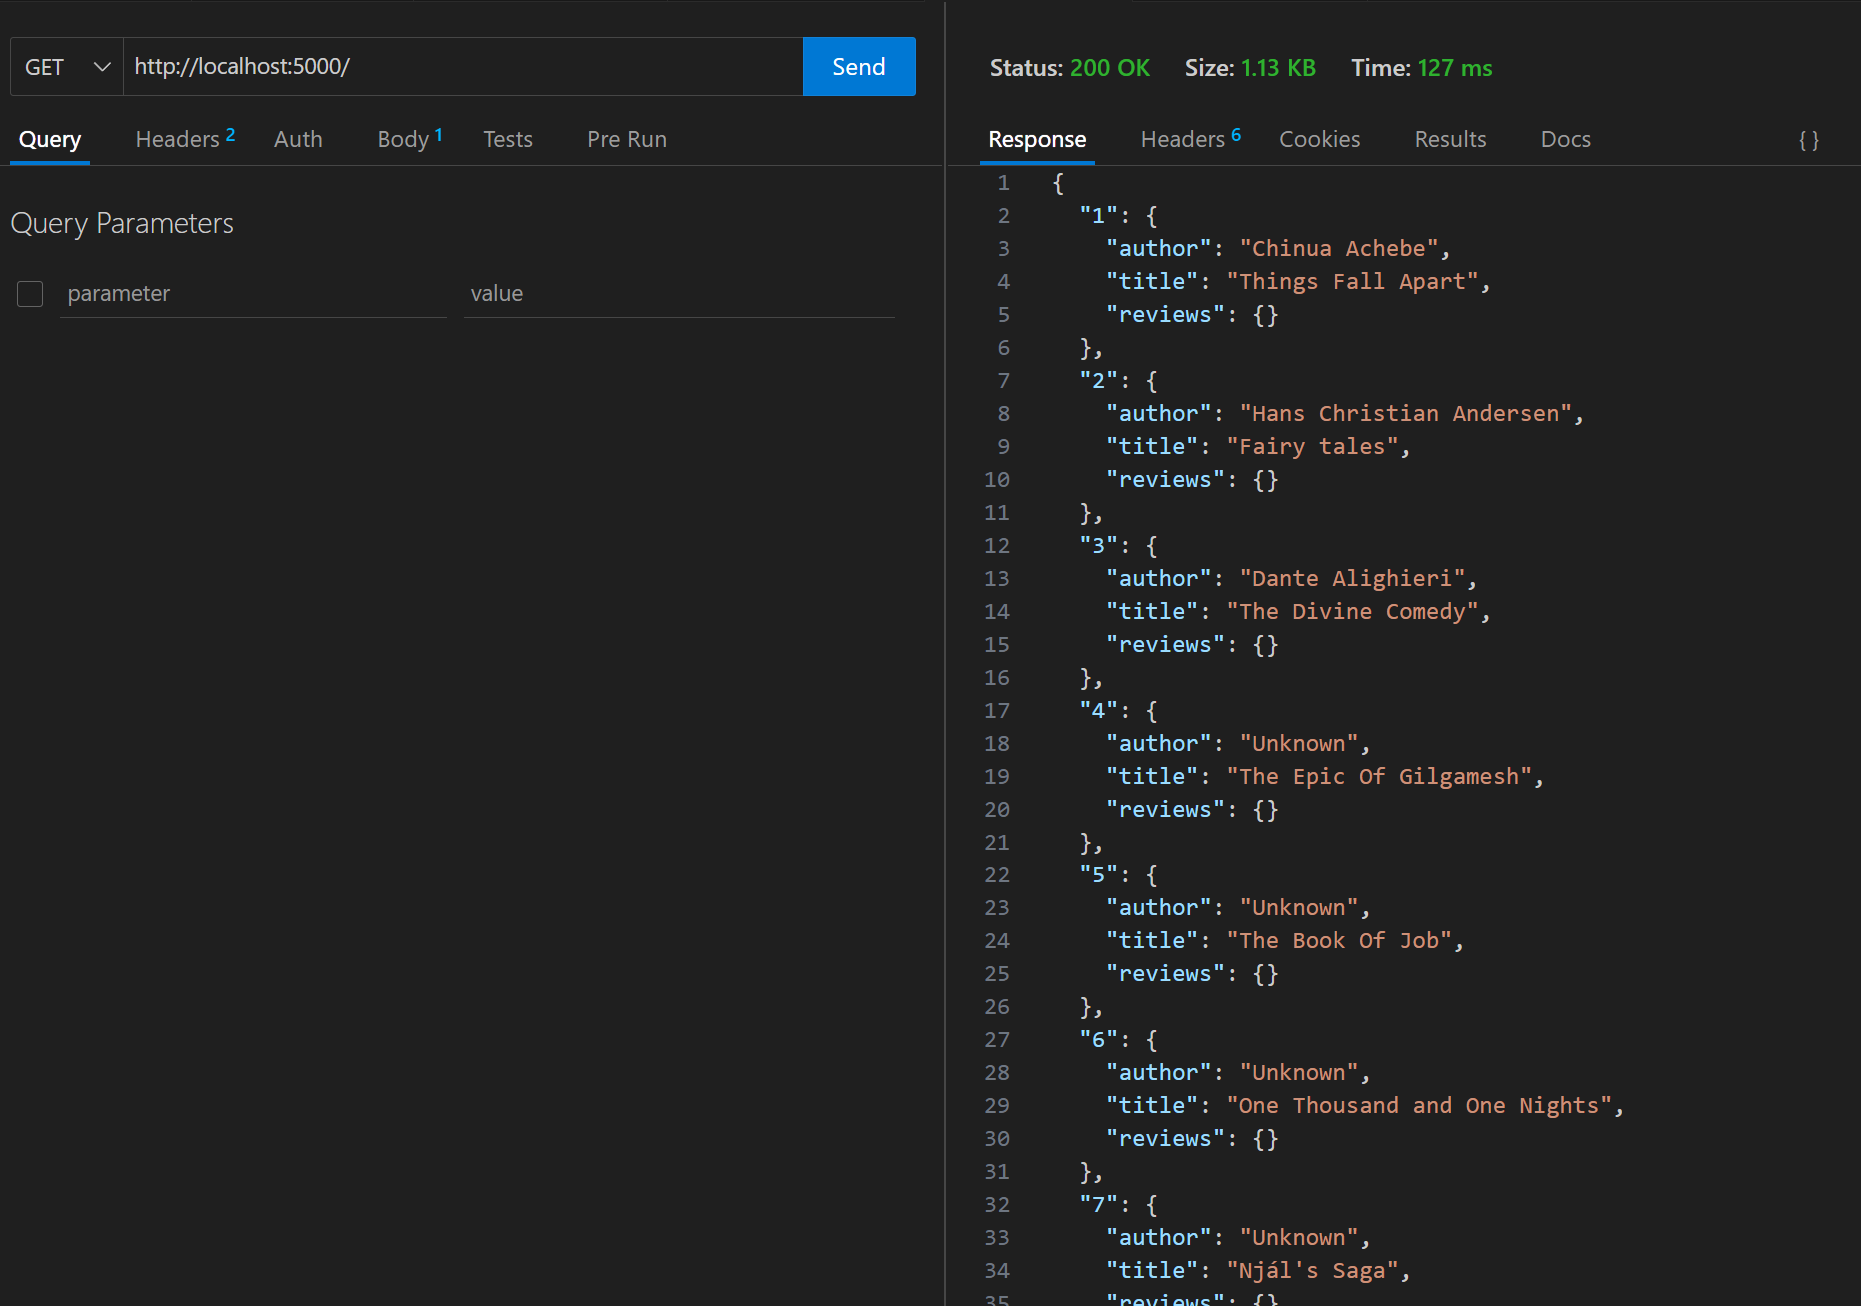 GET http://localhost:5000/ Send
Query Headers 2 Auth Body 1 Tests Pre Run
Query Parameters
parameter value
Status: 200 OK Size: 1.13 KB Time: 127 ms
Response Headers 6 Cookies Results Docs { }
1 {
2 "1": {
3 "author": "Chinua Achebe",
4 "title": "Things Fall Apart",
5 "reviews": {}
6 },
7 "2": {
8 "author": "Hans Christian Andersen",
9 "title": "Fairy tales",
10 "reviews": {}
11 },
12 "3": {
13 "author": "Dante Alighieri",
14 "title": "The Divine Comedy",
15 "reviews": {}
16 },
17 "4": {
18 "author": "Unknown",
19 "title": "The Epic Of Gilgamesh",
20 "reviews": {}
21 },
22 "5": {
23 "author": "Unknown",
24 "title": "The Book Of Job",
25 "reviews": {}
26 },
27 "6": {
28 "author": "Unknown",
29 "title": "One Thousand and One Nights",
30 "reviews": {}
31 },
32 "7": {
33 "author": "Unknown",
34 "title": "Njál's Saga",
35 "reviews": {}